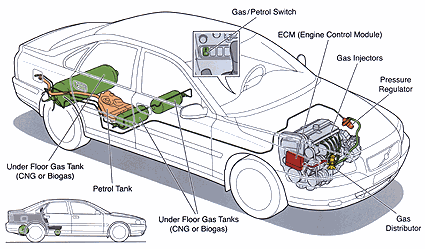 Gas/Petrol Switch
ECM (Engine Control Module)
Gas Injectors
Pressure
Regulator
Under Floor Gas Tank
(CNG or Biogas)
Petrol Tank
Under Floor Gas Tanks
(CNG or Biogas)
Gas
Distributor